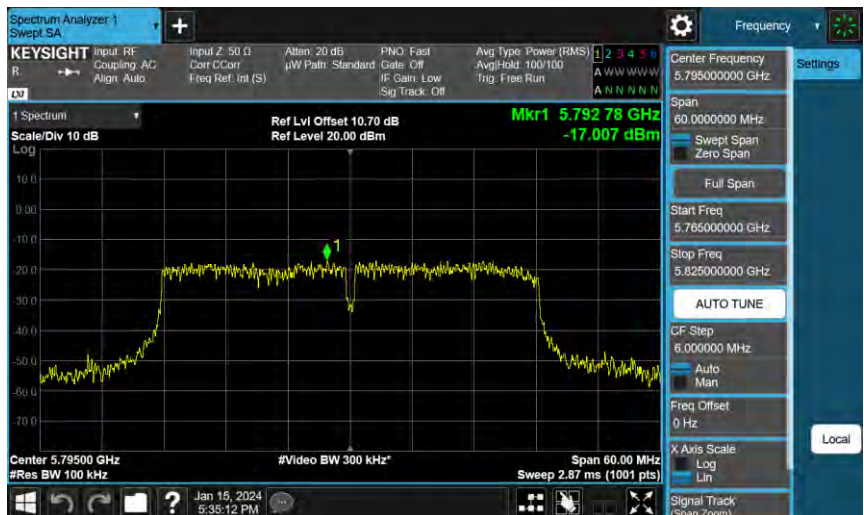 Spectrum Analyzer 1
Swept SA
+
Frequency
KEYSIGHT
R
LXI
Input: RF
Coupling: AC
Align: Auto
Input Z: 50 Ω
Corr CCorr
Freq Ref: Int (S)
Atten: 20 dB
µW Path: Standard
PNO: Fast
Gate: Off
IF Gain: Low
Sig Track: Off
Avg Type: Power (RMS)
Avg|Hold: 100/100
Trig: Free Run
1 2 3 4 5 6
A W W W W W
A N N N N N
1 Spectrum
Scale/Div 10 dB
Log
Ref Lvl Offset 10.70 dB
Ref Level 20.00 dBm
Mkr1 5.792 78 GHz
-17.007 dBm
10.0
0.00
-10.0
-20.0
-30.0
-40.0
-50.0
-60.0
-70.0
1
Center 5.79500 GHz
#Res BW 100 kHz
#Video BW 300 kHz*
Span 60.00 MHz
Sweep 2.87 ms (1001 pts)
?
Jan 15, 2024
5:35:12 PM
Center Frequency
5.795000000 GHz
Span
60.0000000 MHz
Swept Span
Zero Span
Full Span
Start Freq
5.765000000 GHz
Stop Freq
5.825000000 GHz
AUTO TUNE
CF Step
6.000000 MHz
Auto
Man
Freq Offset
0 Hz
X Axis Scale
Log
Lin
Signal Track
(Span Zoom)
Settings
Local